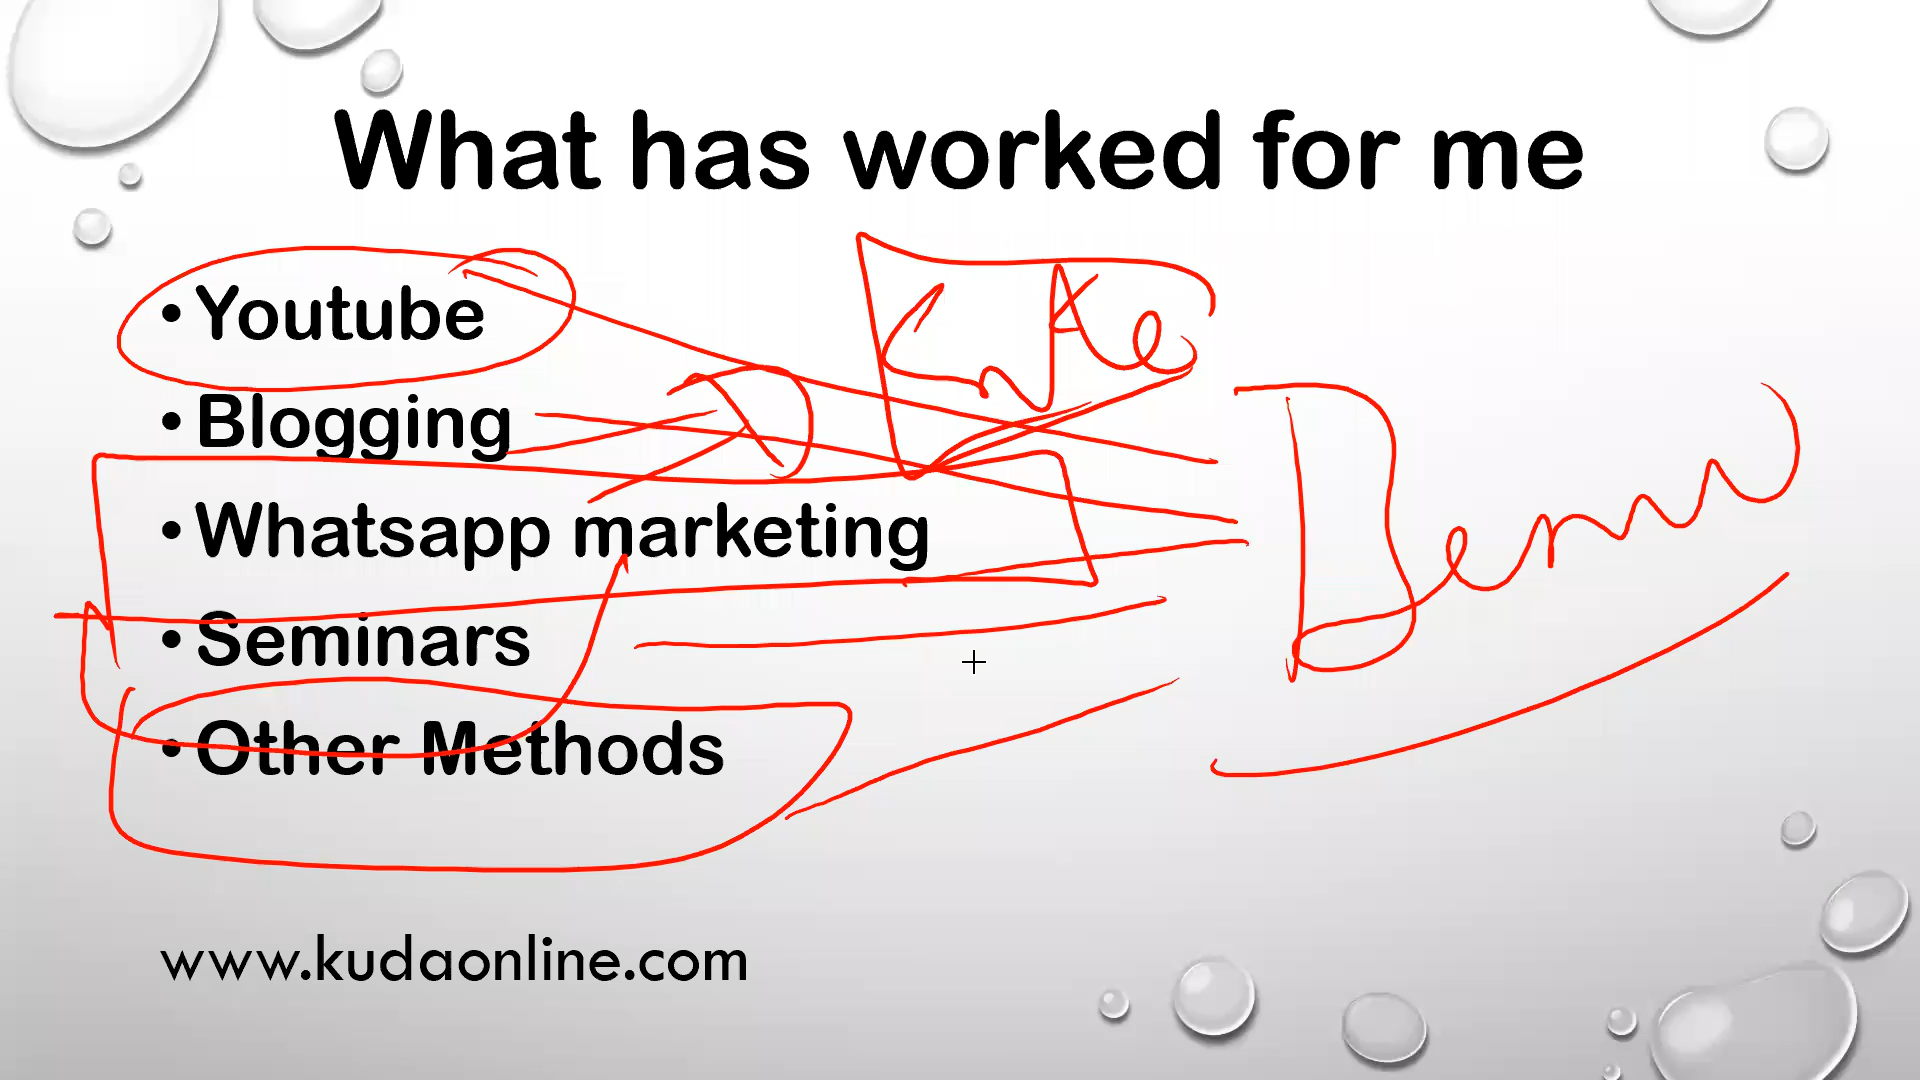 What has worked for me
• Youtube
• Blogging
• Whatsapp marketing
• Seminars
• Other Methods
www.kudaonline.com